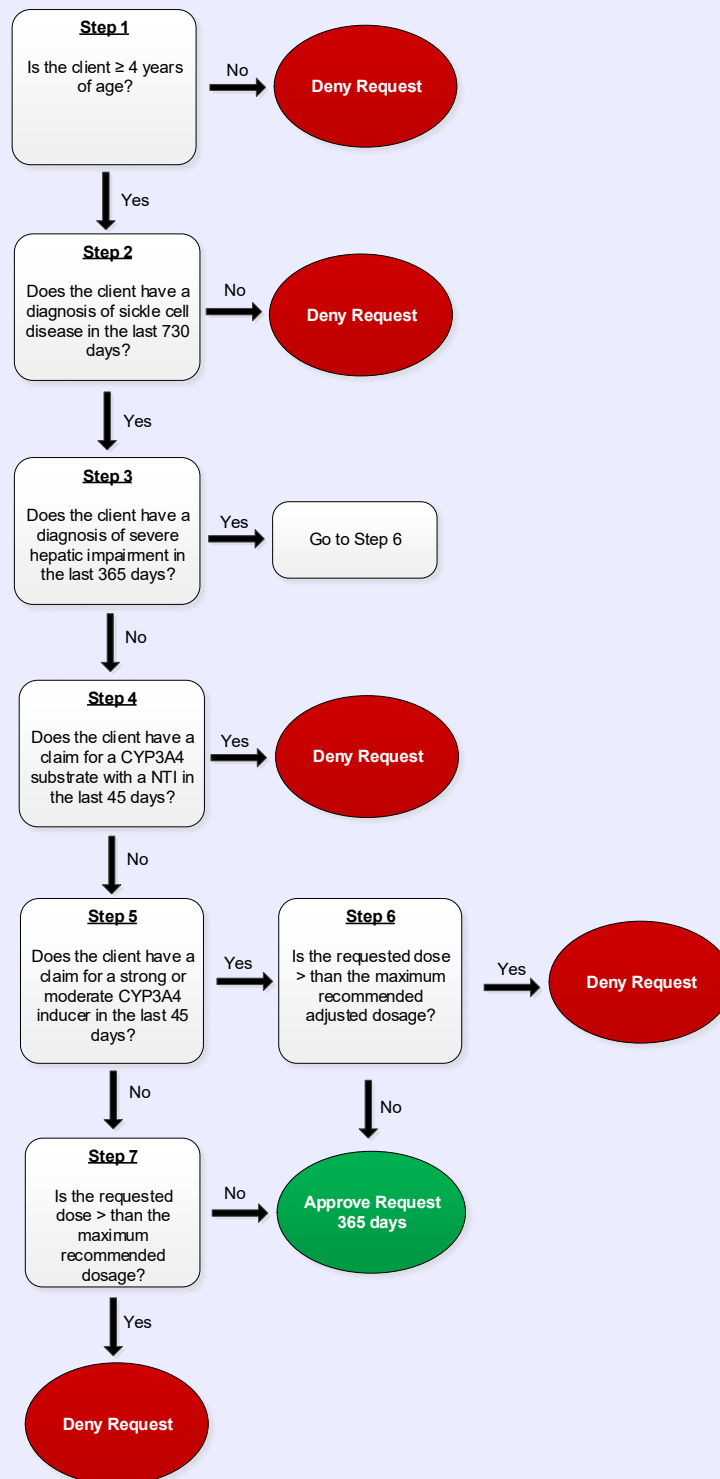 Step 1
Is the client ≥ 4 years
of age?
No
Deny Request
Yes
Step 2
Does the client have a
diagnosis of sickle cell
disease in the last 730
days?
No
Deny Request
Yes
Step 3
Does the client have a
diagnosis of severe
hepatic impairment in
the last 365 days?
Yes
Go to Step 6
No
Step 4
Does the client have a
claim for a CYP3A4
substrate with a NTI in
the last 45 days?
Yes
Deny Request
No
Step 5
Does the client have a
claim for a strong or
moderate CYP3A4
inducer in the last 45
days?
Yes
Step 6
Is the requested dose
> than the maximum
recommended
adjusted dosage?
Yes
Deny Request
No
No
Step 7
Is the requested
dose > than the
maximum
recommended
dosage?
No
Approve Request
365 days
Yes
Deny Request